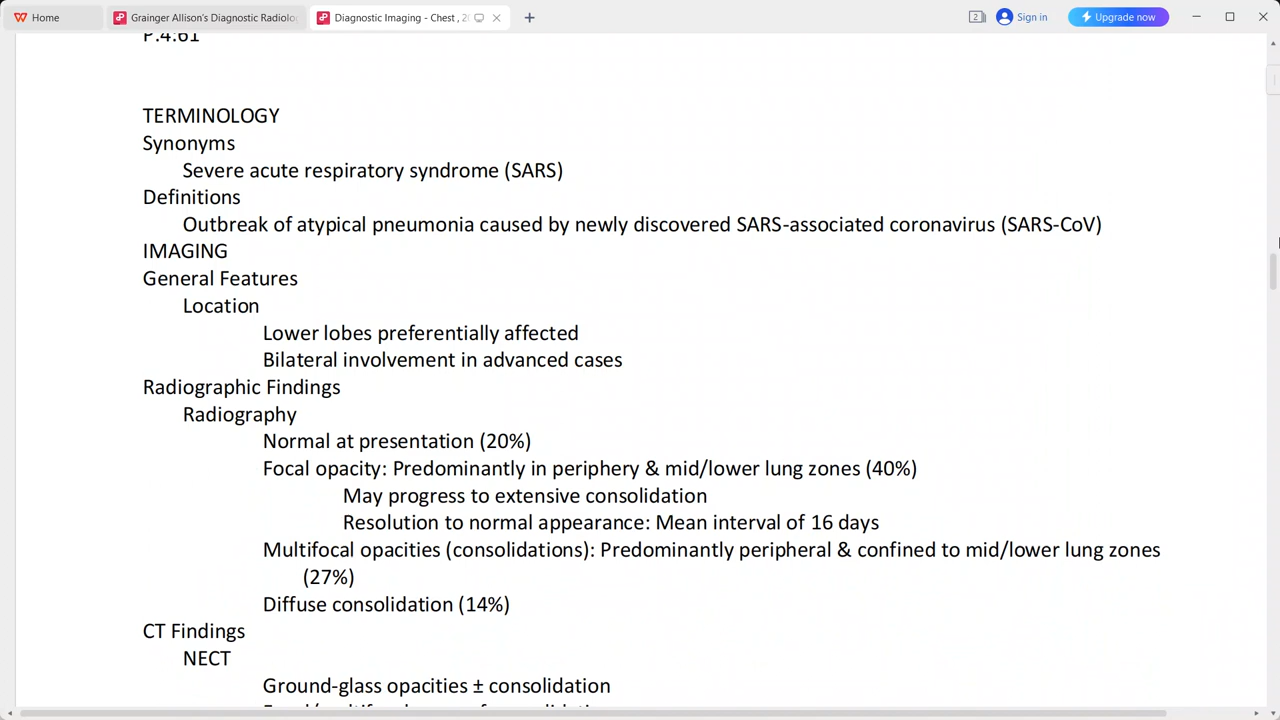 Home
Grainger Allison's Diagnostic Radiolo
Diagnostic Imaging - Chest , 20
2
Sign in
Upgrade now
P.4:61
TERMINOLOGY
Synonyms
Severe acute respiratory syndrome (SARS)
Definitions
Outbreak of atypical pneumonia caused by newly discovered SARS-associated coronavirus (SARS-CoV)
IMAGING
General Features
Location
Lower lobes preferentially affected
Bilateral involvement in advanced cases
Radiographic Findings
Radiography
Normal at presentation (20%)
Focal opacity: Predominantly in periphery & mid/lower lung zones (40%)
May progress to extensive consolidation
Resolution to normal appearance: Mean interval of 16 days
Multifocal opacities (consolidations): Predominantly peripheral & confined to mid/lower lung zones
(27%)
Diffuse consolidation (14%)
CT Findings
NECT
Ground-glass opacities ± consolidation